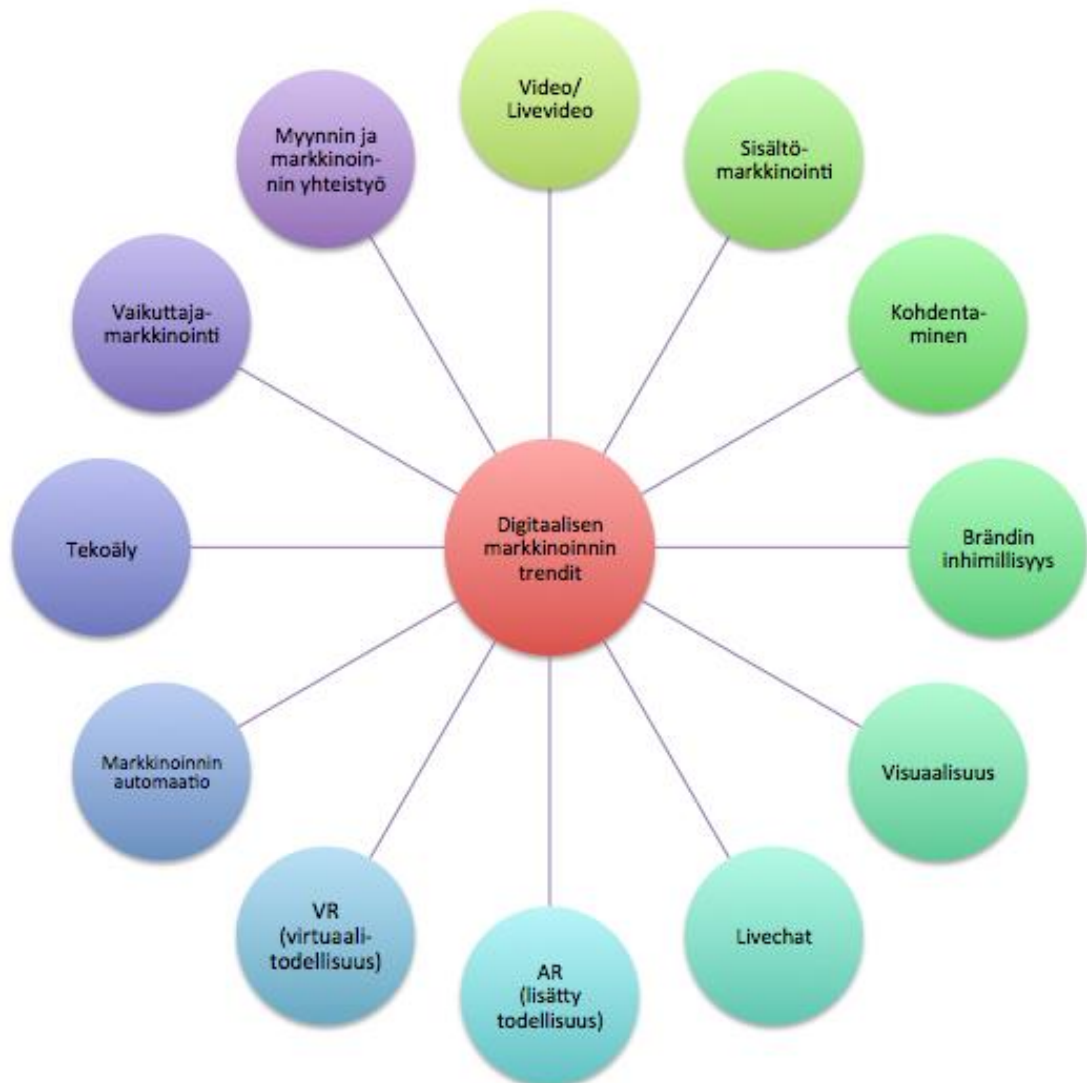 Video/
Livevideo
Sisältö-
markkinointi
Kohdenta-
minen
Brändin
inhimillisyys
Visuaalisuus
Livechat
AR
(lisätty
todellisuus)
VR
(virtuaali-
todellisuus)
Markkinoinnin
automaatio
Tekoäly
Vaikuttaja-
markkinointi
Myynnin ja
markkinoin-
nin yhteistyö
Digitaalisen
markkinoinnin
trendit